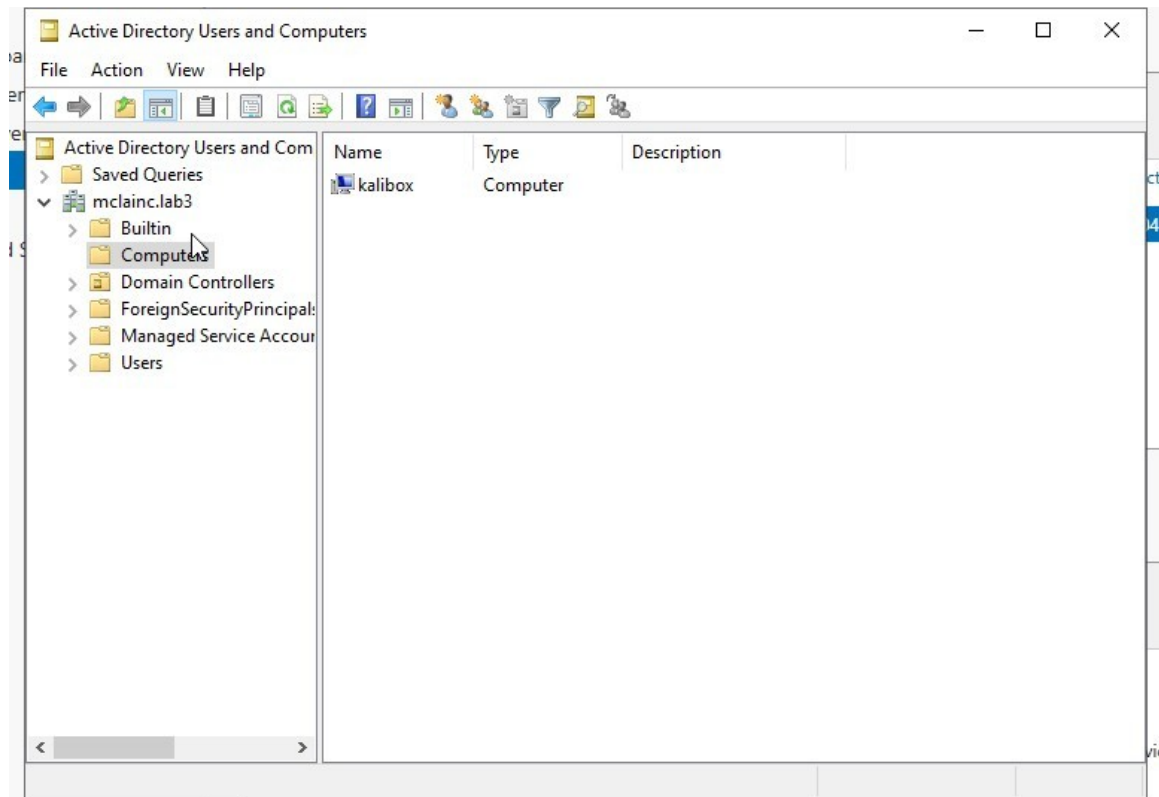 Active Directory Users and Computers
File Action View Help
Active Directory Users and Com
Saved Queries
mclainc.lab3
Builtin
Computers
Domain Controllers
ForeignSecurityPrincipals
Managed Service Accour
Users
Name Type Description
kalibox Computer